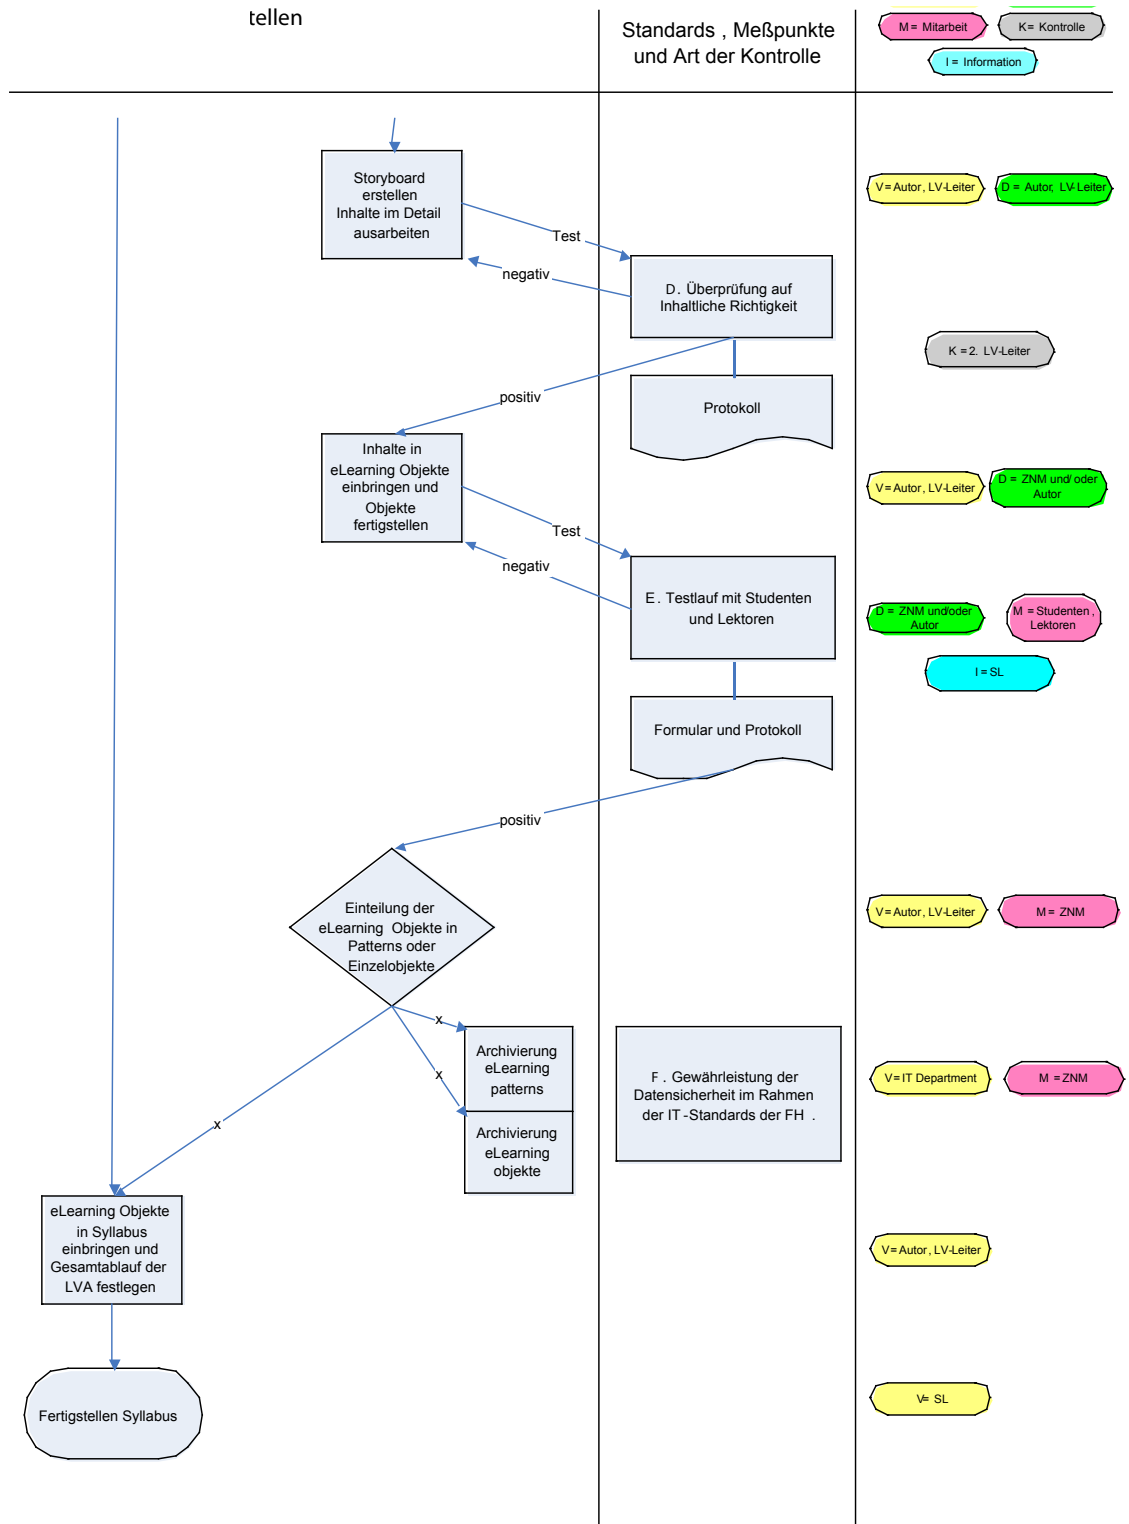 tellen
Standards , Meßpunkte
und Art der Kontrolle
M = Mitarbeit
K= Kontrolle
I = Information
Storyboard
erstellen
Inhalte im Detail
ausarbeiten
V=Autor, LV-Leiter
D = Autor, LV-Leiter
Test
negativ
D. Überprüfung auf
Inhaltliche Richtigkeit
K =2. LV-Leiter
positiv
Protokoll
Inhalte in
eLearning Objekte
einbringen und
Objekte
fertigstellen
V=Autor, LV-Leiter
D = ZNM und/oder
Autor
Test
negativ
E. Testlauf mit Studenten
und Lektoren
D = ZNM und/oder
Autor
M =Studenten,
Lektoren
I =SL
Formular und Protokoll
positiv
Einteilung der
eLearning Objekte in
Patterns oder
Einzelobjekte
V=Autor, LV-Leiter
M = ZNM
x
Archivierung
eLearning
patterns
x
Archivierung
eLearning
objekte
F. Gewährleistung der
Datensicherheit im Rahmen
der IT-Standards der FH .
V=IT Department
M =ZNM
x
eLearning Objekte
in Syllabus
einbringen und
Gesamtablauf der
LVA festlegen
V=Autor, LV-Leiter
Fertigstellen Syllabus
V= SL